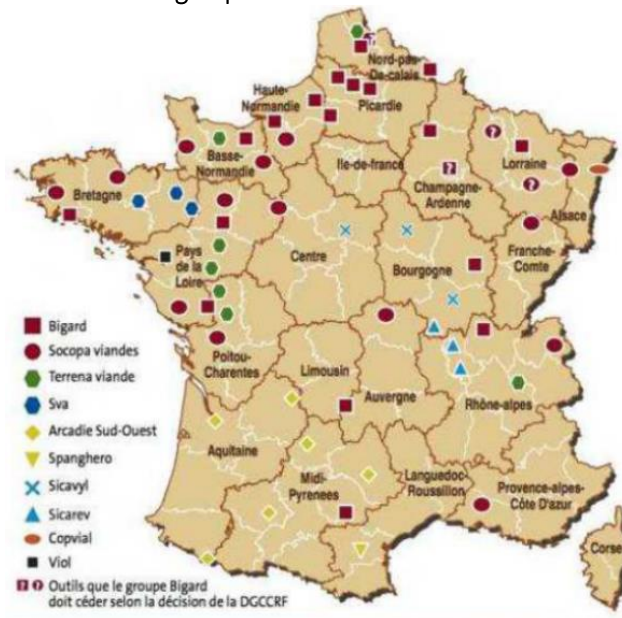 Nord-pas-
De-calais
Haute-
Normandie
Picardie
Basse-
Normandie
Ile-de-france
Lorraine
Champagne-
Ardenne
Alsace
Bretagne
Pays
de la
Loire
Centre
Bourgogne
Franche-
Comte
Poitou-
Charentes
Limousin
Auvergne
Rhône-alpes
Aquitaine
Midi-
Pyrenees
Languedoc-
Roussillon
Provence-alpes-
Côte D'azur
Corse
Bigard
Socopa viandes
Terrena viande
Sva
Arcadie Sud-Ouest
Spanghero
Sicavyl
Sicarev
Copvial
Viol
? ? Outils que le groupe Bigard
doit céder selon la décision de la DGCCRF